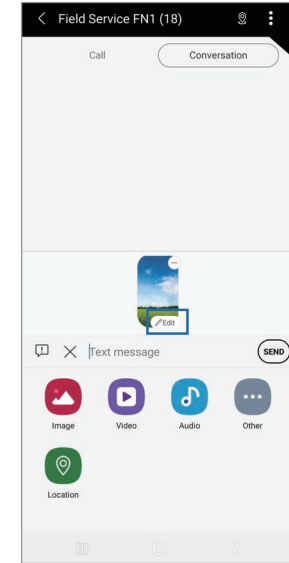 Field Service FN1 (18)
Call Conversation
Edit
Text message SEND
Image Video Audio Other
Location